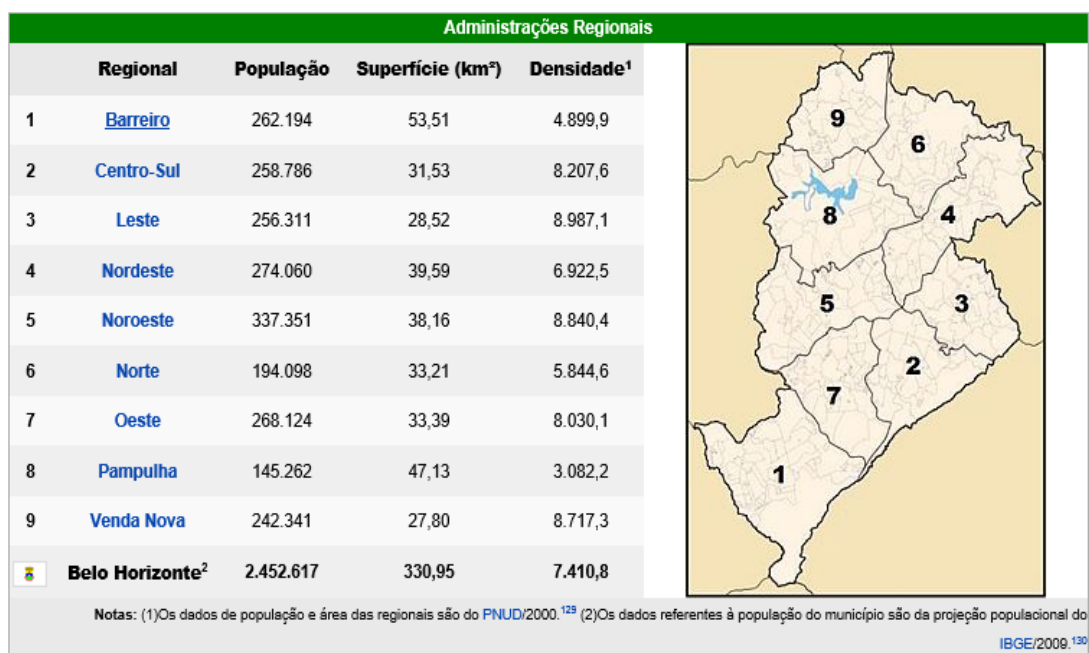 Administrações Regionais
Regional População Superfície (km²) Densidade¹
1 Barreiro 262.194 53,51 4.899,9
2 Centro-Sul 258.786 31,53 8.207,6
3 Leste 256.311 28,52 8.987,1
4 Nordeste 274.060 39,59 6.922,5
5 Noroeste 337.351 38,16 8.840,4
6 Norte 194.098 33,21 5.844,6
7 Oeste 268.124 33,39 8.030,1
8 Pampulha 145.262 47,13 3.082,2
9 Venda Nova 242.341 27,80 8.717,3
Belo Horizonte² 2.452.617 330,95 7.410,8
9
6
8
4
5
3
2
7
1
Notas: (1)Os dados de população e área das regionais são do PNUD/2000.¹²⁹ (2)Os dados referentes à população do município são da projeção populacional do
IBGE/2009.¹³⁰